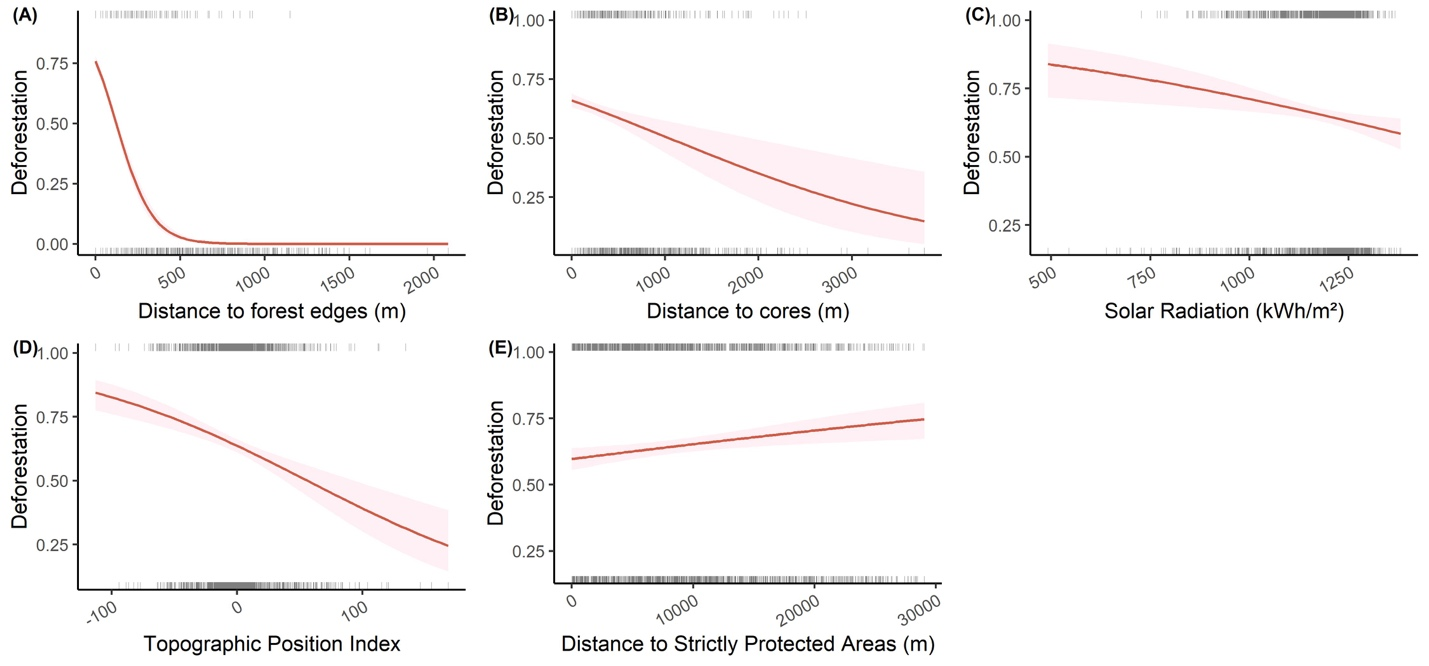 (A)
Deforestation
0.75
0.50
0.25
0.00
0
500
1000
1500
2000
Distance to forest edges (m)
(B)
Deforestation
1.00
0.75
0.50
0.25
0
1000
2000
3000
Distance to cores (m)
(C)
Deforestation
1.00
0.75
0.50
0.25
500
750
1000
1250
Solar Radiation (kWh/m²)
(D)
Deforestation
1.00
0.75
0.50
0.25
-100
0
100
Topographic Position Index
(E)
Deforestation
1.00
0.75
0.50
0.25
0
10000
20000
30000
Distance to Strictly Protected Areas (m)